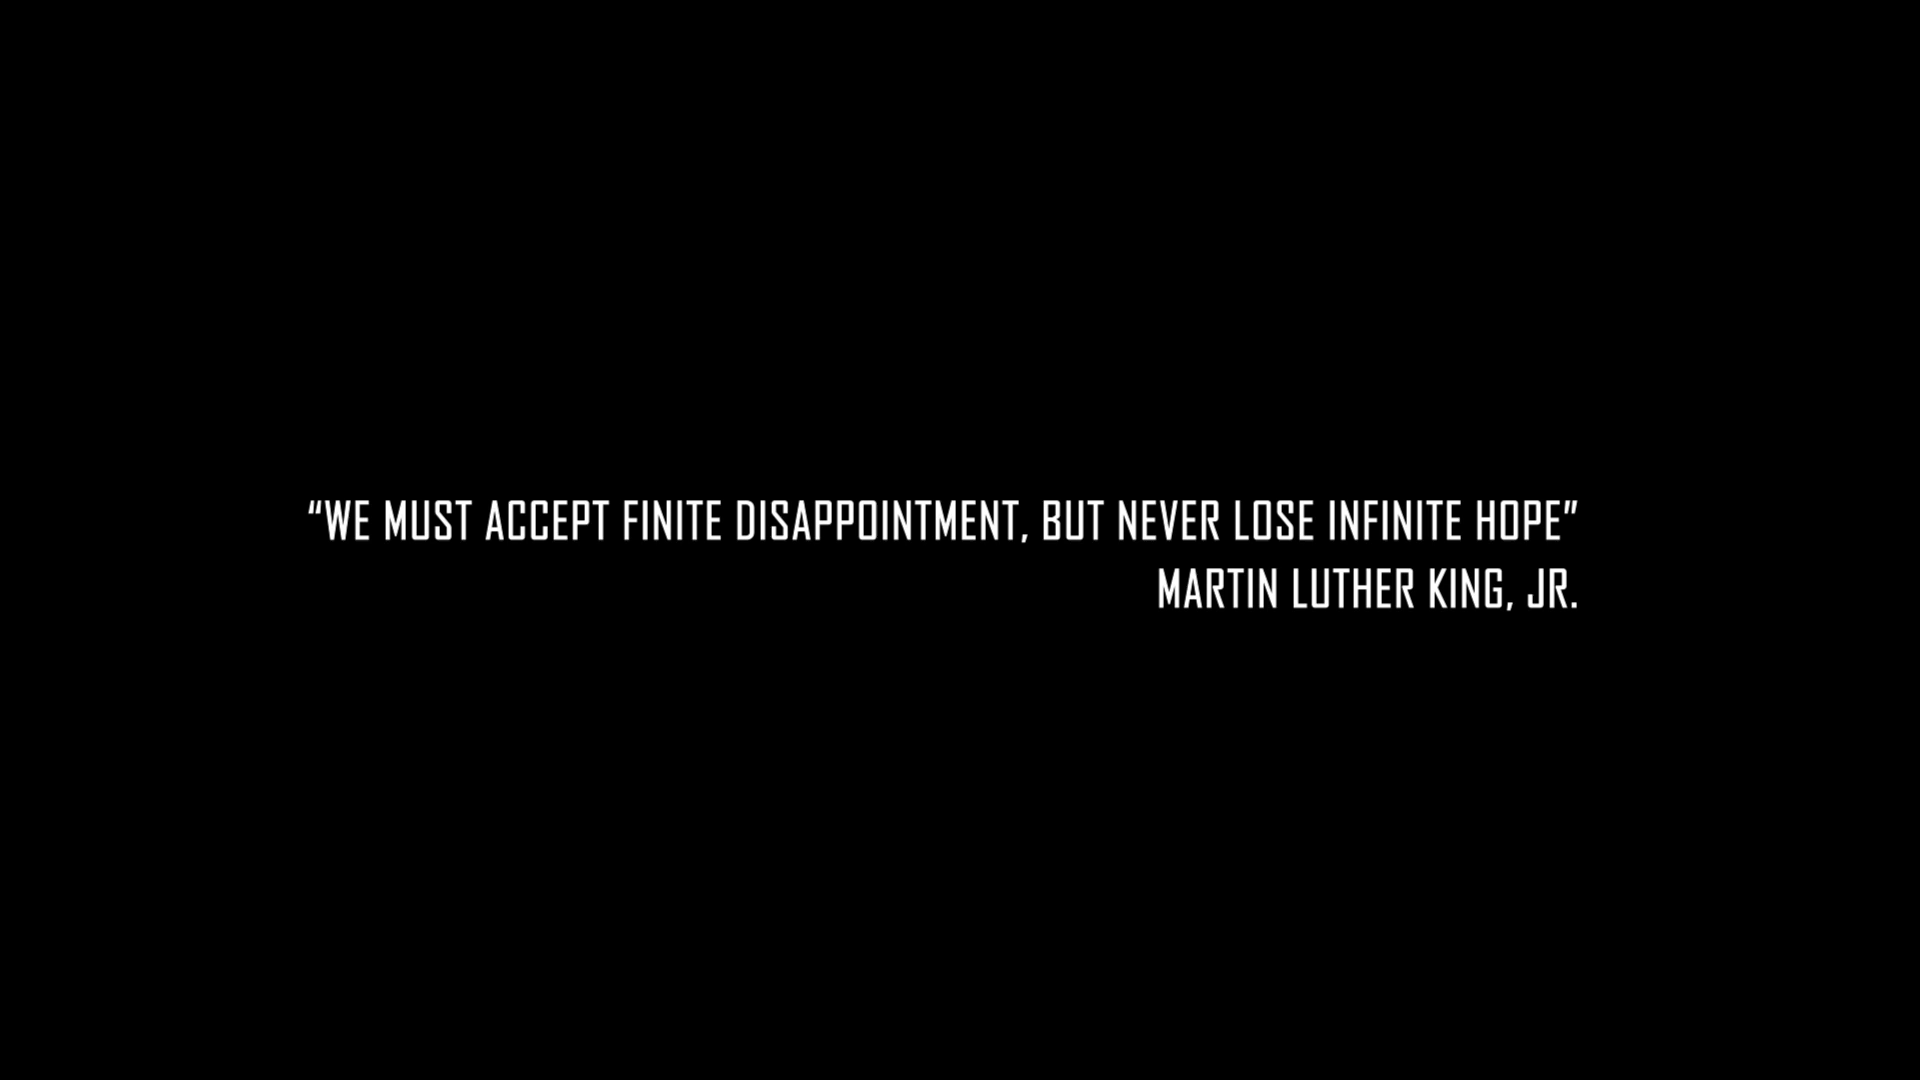 “WE MUST ACCEPT FINITE DISAPPOINTMENT, BUT NEVER LOSE INFINITE HOPE”
MARTIN LUTHER KING, JR.